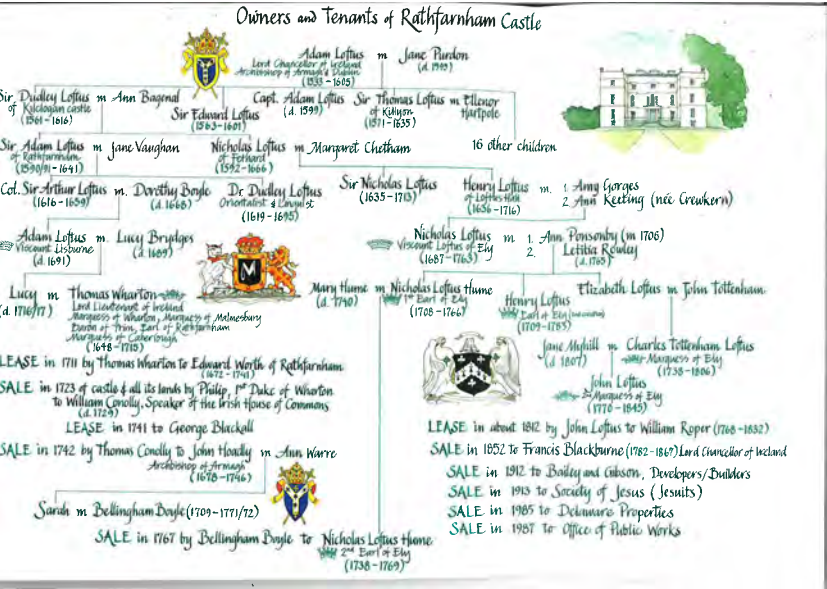 Owners and Tenants of Rathfarnham Castle
Adam Loftus m Jane Purdon
Lord Chancellor of Ireland
Archbishop of Armagh & Dublin
(1533-1605)
Sir Dudley Loftus m Ann Bagenal
of Kilclogan castle
(1561-1616)
Sir Edward Loftus
(1563-1601)
Capt. Adam Loftus
(d. 1599)
Sir Thomas Loftus m Ellenor Hartpole
of Killyon
(1571-1635)
16 other children
Sir Adam Loftus m Jane Vaughan
of Rathfarnham
(1590/91-1641)
Nicholas Loftus m Margaret Chetham
of Fethard
(1592-1666)
Col. Sir Arthur Loftus m. Dorothy Boyle
(1616-1659) (d. 1668)
Dr Dudley Loftus
Orientalist & Linguist
(1619-1695)
Sir Nicholas Loftus
(1635-1713)
Henry Loftus m. 1. Amy Gorges
of Loftus Hall 2 Ann Keeting (neé Crewkern)
(1636-1716)
Adam Loftus m. Lucy Brydges
Viscount Lisburne (d. 1689)
(d. 1691)
Nicholas Loftus m 1. Ann Ponsonby (m 1706)
Viscount Loftus of Ely 2. Letitia Rowley
(1687-1763) (d. 1765)
M
Lucy m Thomas Wharton
(d. 1716/17) Lord Lieutenant of Ireland
Marquess of Wharton, Marquess of Malmesbury
Baron of Trim, Earl of Rathfarnham
Marquess of Catherlough
(1648-1715)
Mary Hume m Nicholas Loftus Hume
(d. 1740) 1st Earl of Ely
(1708-1766)
Henry Loftus
Earl of Ely
(1709-1783)
Elizabeth Loftus m John Tottenham
Jane Myhill m Charles Tottenham Loftus
(d 1807) Marquess of Ely
(1738-1806)
John Loftus
Marquess of Ely
(1770-1845)
LEASE in 1711 by Thomas Wharton to Edward Worth of Rathfarnham
(1672-1741)
SALE in 1723 of castle & all its lands by Philip, 1st Duke of Wharton
to William Conolly, Speaker of the Irish House of Commons
(d. 1729)
LEASE in 1741 to George Blackall
SALE in 1742 by Thomas Conolly to John Hoadly m Ann Warre
Archbishop of Armagh
(1678-1746)
Sarah m Bellingham Boyle (1709-1771/72)
SALE in 1767 by Bellingham Boyle to Nicholas Loftus Hume
2nd Earl of Ely
(1738-1769)
LEASE in about 1812 by John Loftus to William Roper (1768-1832)
SALE in 1852 to Francis Blackburne (1782-1867) Lord Chancellor of Ireland
SALE in 1912 to Bailey and Gibson, Developers/Builders
SALE in 1913 to Society of Jesus (Jesuits)
SALE in 1985 to Delaware Properties
SALE in 1987 to Office of Public Works